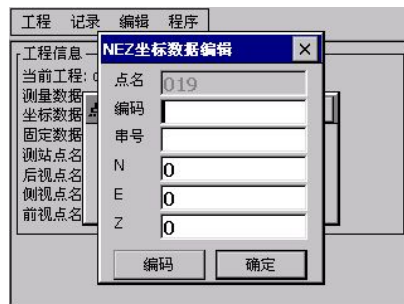 工程 记录 编辑 程序
工程信息
当前工程:
测量数据
坐标数据
固定数据
测站点名
后视点名
侧视点名
前视点名
NEZ坐标数据编辑
点名 019
编码
串号
N 0
E 0
Z 0
编码 确定